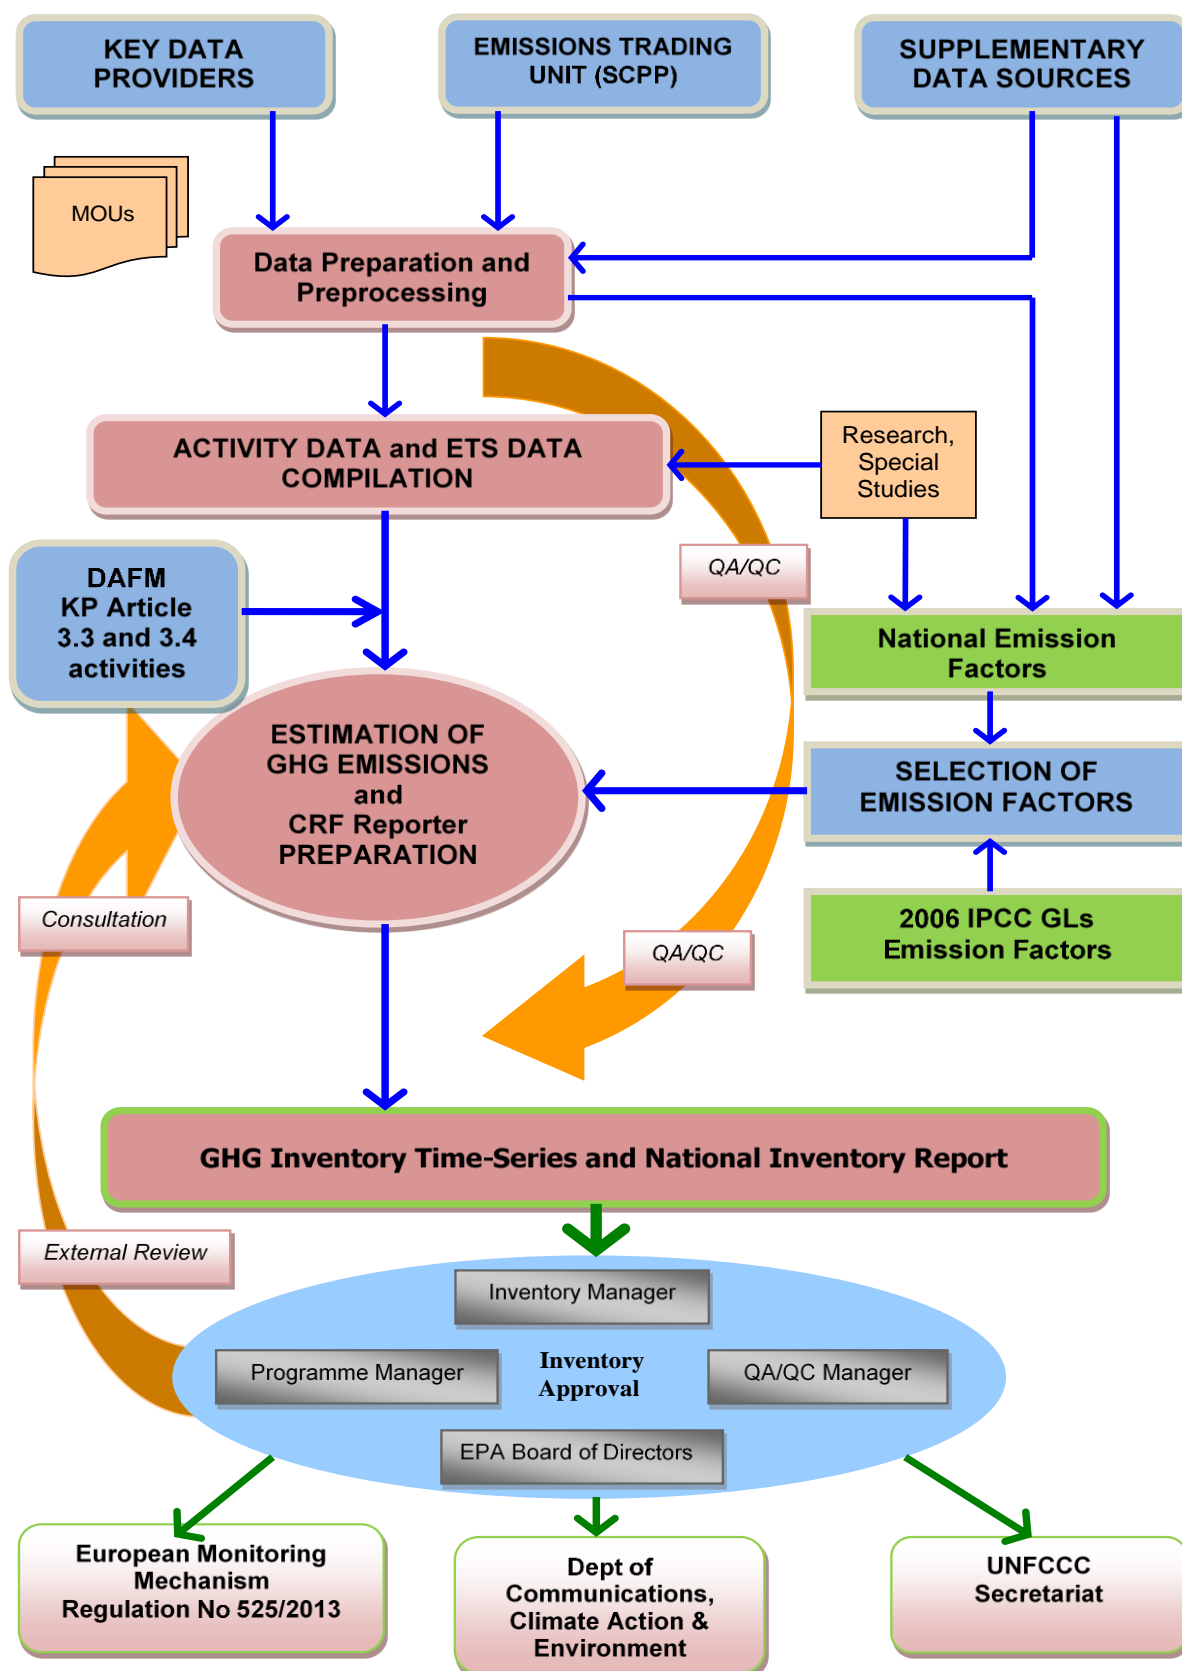 KEY DATA
PROVIDERS
EMISSIONS TRADING
UNIT (SCPP)
SUPPLEMENTARY
DATA SOURCES
MOUs
Data Preparation and
Preprocessing
ACTIVITY DATA and ETS DATA
COMPILATION
Research,
Special
Studies
QA/QC
DAFM
KP Article
3.3 and 3.4
activities
National Emission
Factors
ESTIMATION OF
GHG EMISSIONS
and
CRF Reporter
PREPARATION
SELECTION OF
EMISSION FACTORS
Consultation
QA/QC
2006 IPCC GLs
Emission Factors
GHG Inventory Time-Series and National Inventory Report
External Review
Inventory Manager
Programme Manager
Inventory
Approval
QA/QC Manager
EPA Board of Directors
European Monitoring
Mechanism
Regulation No 525/2013
Dept of
Communications,
Climate Action &
Environment
UNFCCC
Secretariat